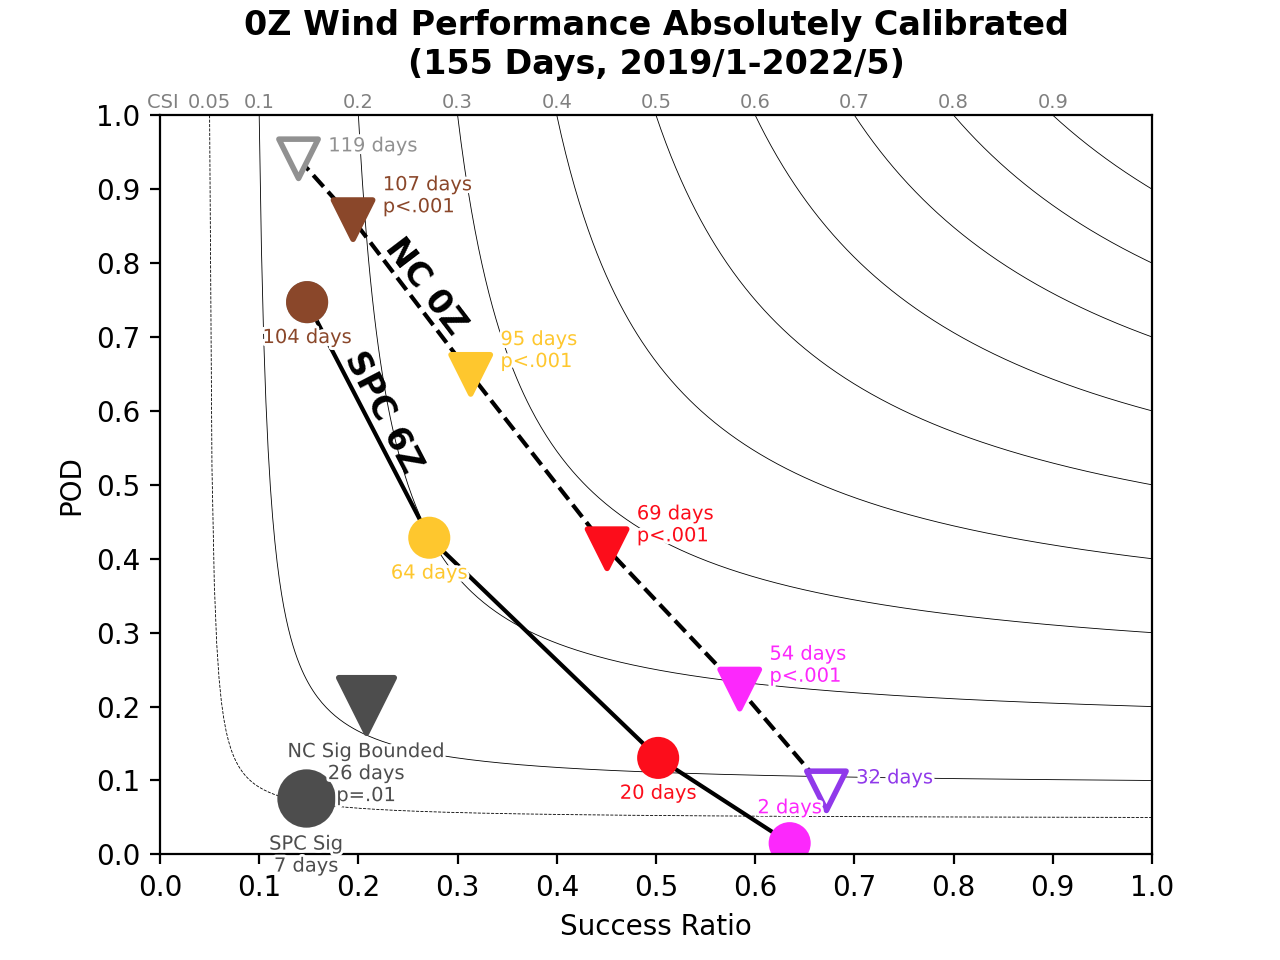 0Z Wind Performance Absolutely Calibrated
(155 Days, 2019/1-2022/5)
CSI 0.05 0.1 0.2 0.3 0.4 0.5 0.6 0.7 0.8 0.9
1.0
119 days
107 days
p<.001
0.9
NC 0Z
0.8
104 days
0.7
95 days
p<.001
SPC 6Z
0.6
0.5
69 days
p<.001
POD
64 days
0.4
0.3
54 days
p<.001
0.2
NC Sig Bounded
26 days
p=.01
32 days
0.1
20 days
2 days
SPC Sig
7 days
0.0
0.0 0.1 0.2 0.3 0.4 0.5 0.6 0.7 0.8 0.9 1.0
Success Ratio